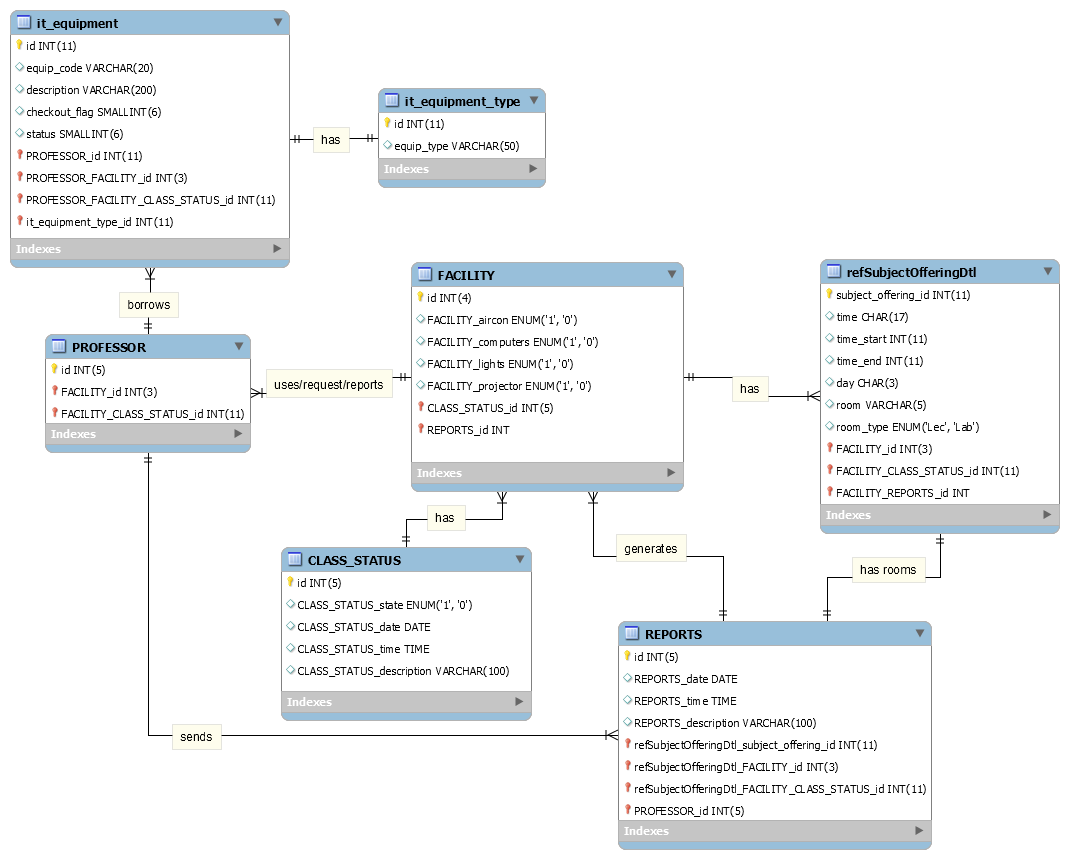 it_equipment
id INT(11)
equip_code VARCHAR(20)
description VARCHAR(200)
checkout_flag SMALLINT(6)
status SMALLINT(6)
PROFESSOR_id INT(11)
PROFESSOR_FACILITY_id INT(3)
PROFESSOR_FACILITY_CLASS_STATUS_id INT(11)
it_equipment_type_id INT(11)
Indexes
has
it_equipment_type
id INT(11)
equip_type VARCHAR(50)
Indexes
borrows
PROFESSOR
id INT(5)
FACILITY_id INT(3)
FACILITY_CLASS_STATUS_id INT(11)
Indexes
uses/request/reports
FACILITY
id INT(4)
FACILITY_aircon ENUM('1', '0')
FACILITY_computers ENUM('1', '0')
FACILITY_lights ENUM('1', '0')
FACILITY_projector ENUM('1', '0')
CLASS_STATUS_id INT(5)
REPORTS_id INT
Indexes
has
refSubjectOfferingDtl
subject_offering_id INT(11)
time CHAR(17)
time_start INT(11)
time_end INT(11)
day CHAR(3)
room VARCHAR(5)
room_type ENUM('Lec', 'Lab')
FACILITY_id INT(3)
FACILITY_CLASS_STATUS_id INT(11)
FACILITY_REPORTS_id INT
Indexes
has
generates
has rooms
CLASS_STATUS
id INT(5)
CLASS_STATUS_state ENUM('1', '0')
CLASS_STATUS_date DATE
CLASS_STATUS_time TIME
CLASS_STATUS_description VARCHAR(100)
Indexes
sends
REPORTS
id INT(5)
REPORTS_date DATE
REPORTS_time TIME
REPORTS_description VARCHAR(100)
refSubjectOfferingDtl_subject_offering_id INT(11)
refSubjectOfferingDtl_FACILITY_id INT(3)
refSubjectOfferingDtl_FACILITY_CLASS_STATUS_id INT(11)
PROFESSOR_id INT(5)
Indexes